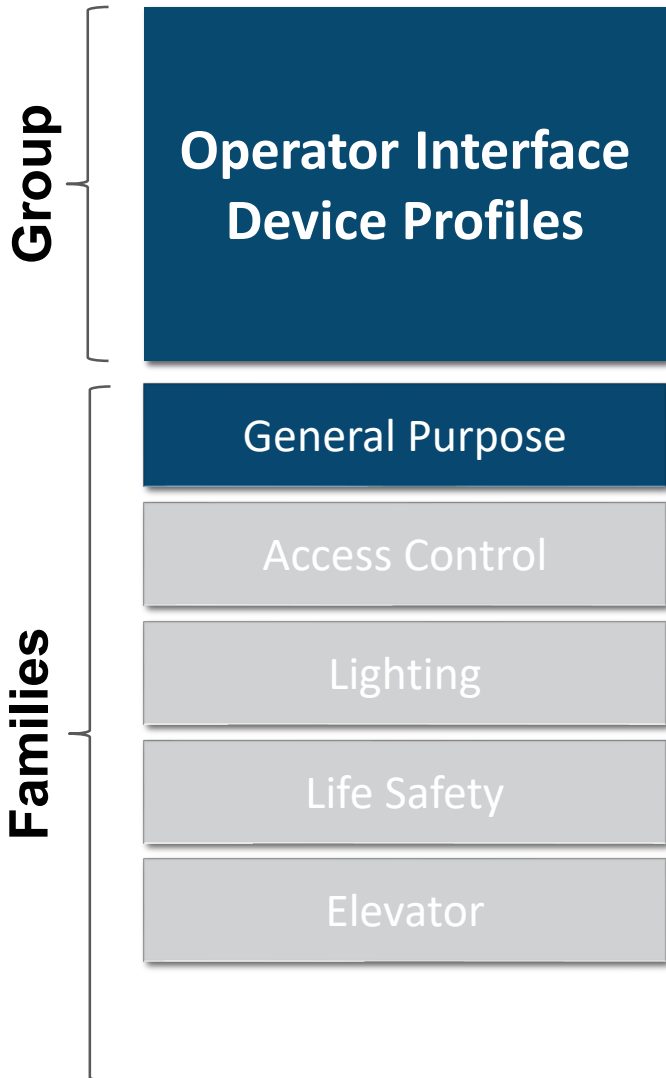 Group
Operator Interface
Device Profiles
Families
General Purpose
Access Control
Lighting
Life Safety
Elevator